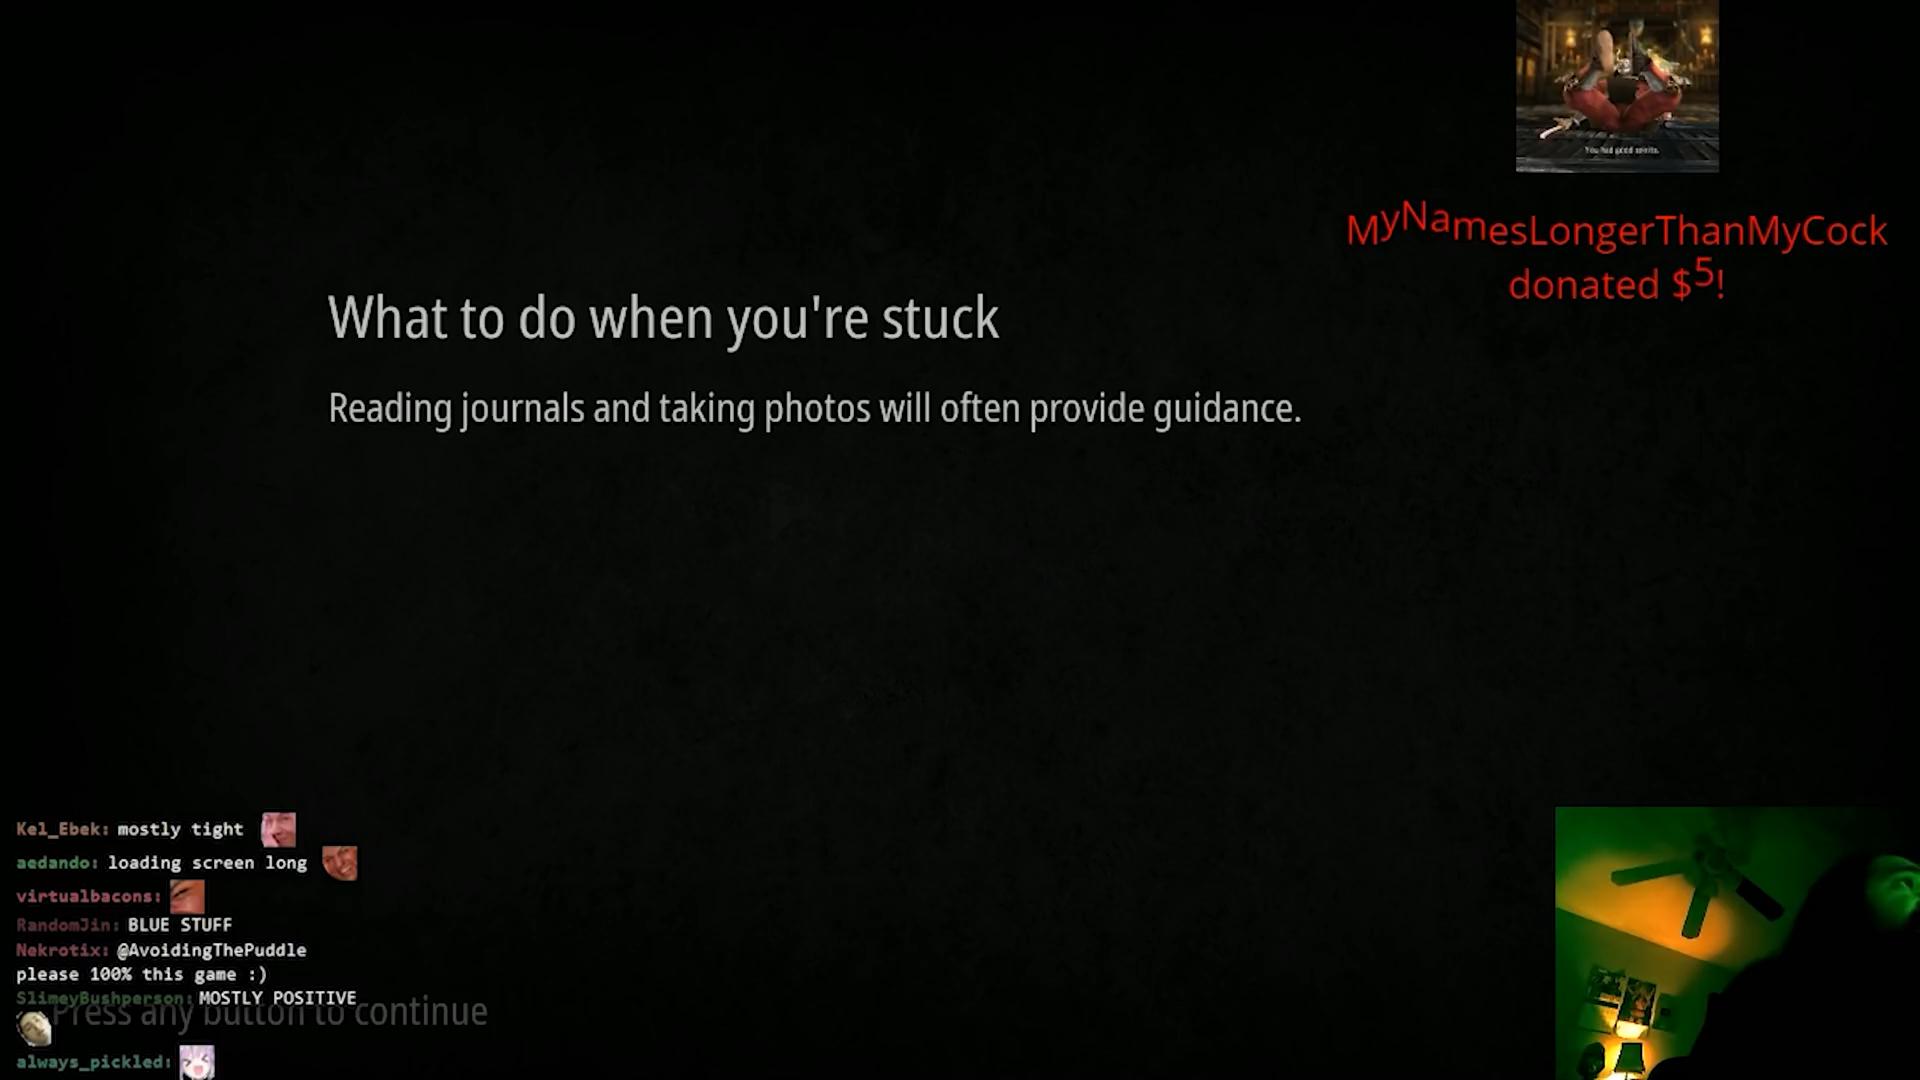 You had good spirits.
MyNamesLongerThanMyCock
donated $5!
What to do when you're stuck
Reading journals and taking photos will often provide guidance.
Kel_Ebek: mostly tight
aedando: loading screen long
virtualbacons:
RandomJin: BLUE STUFF
Nekrotix: @AvoidingThePuddle
please 100% this game :)
SlimeyBushperson: MOSTLY POSITIVE
Press any button to continue
always_pickled: